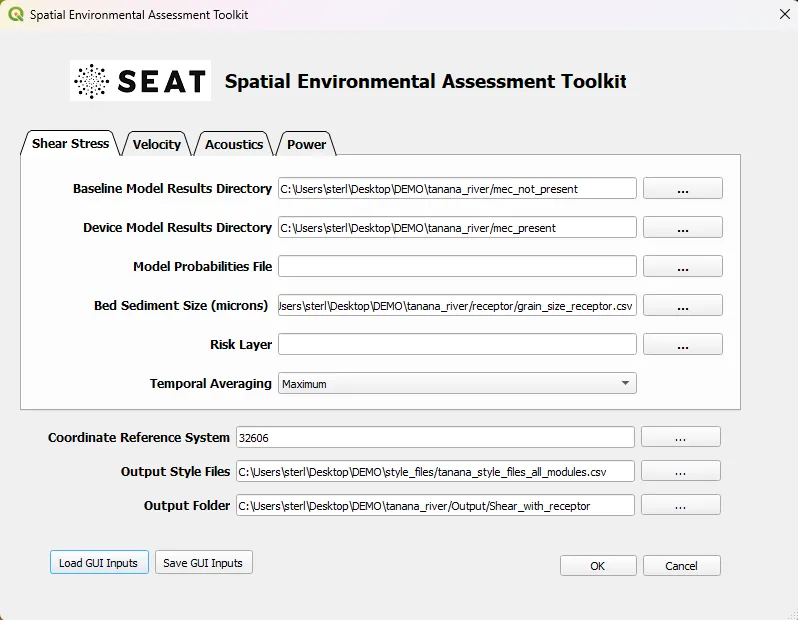 Spatial Environmental Assessment Toolkit
SEAT Spatial Environmental Assessment Toolkit
Shear Stress Velocity Acoustics Power
Baseline Model Results Directory C:\Users\sterl\Desktop\DEMO\tanana_river/mec_not_present ...
Device Model Results Directory C:\Users\sterl\Desktop\DEMO\tanana_river/mec_present ...
Model Probabilities File ...
Bed Sediment Size (microns) Jsers\sterl\Desktop\DEMO\tanana_river/receptor/grain_size_receptor.csv ...
Risk Layer ...
Temporal Averaging Maximum
Coordinate Reference System 32606 ...
Output Style Files C:\Users\sterl\Desktop\DEMO\style_files/tanana_style_files_all_modules.csv ...
Output Folder C:\Users\sterl\Desktop\DEMO\tanana_river/Output/Shear_with_receptor ...
Load GUI Inputs Save GUI Inputs OK Cancel